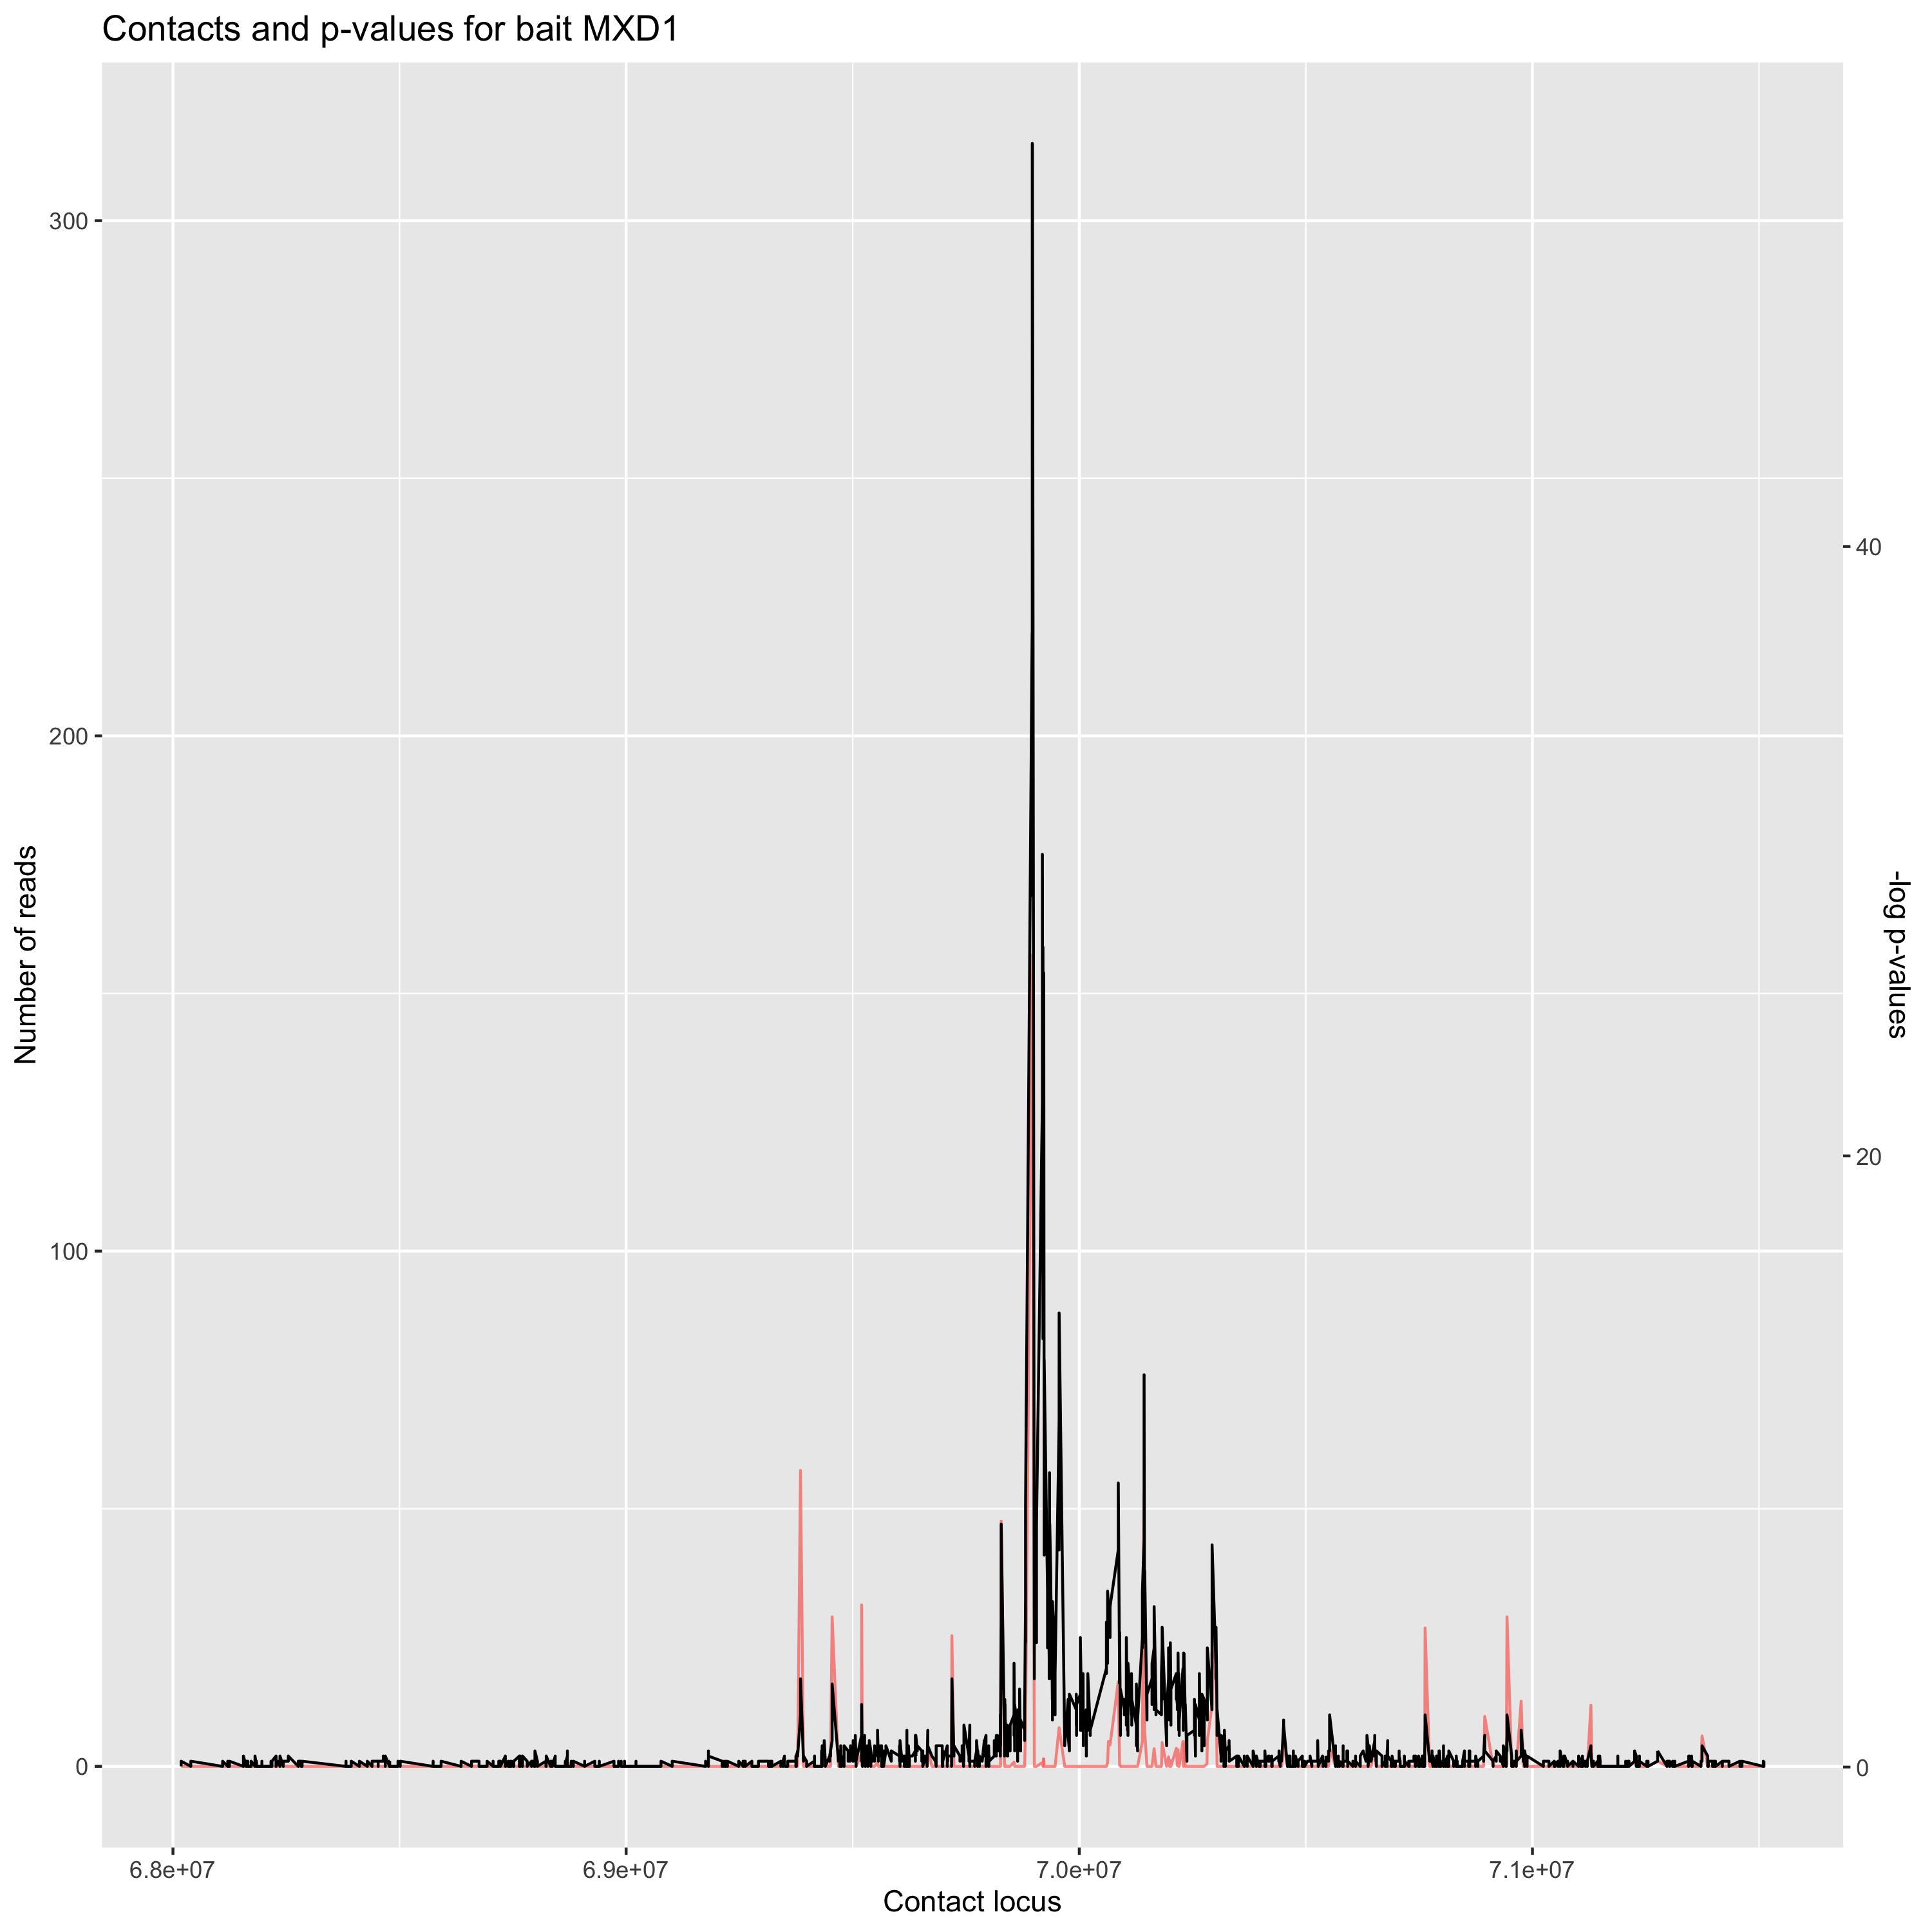 Contacts and p-values for bait MXD1
300
200
100
0
Number of reads
40
20
0
-log p-values
6.8e+07
6.9e+07
7.0e+07
7.1e+07
Contact locus